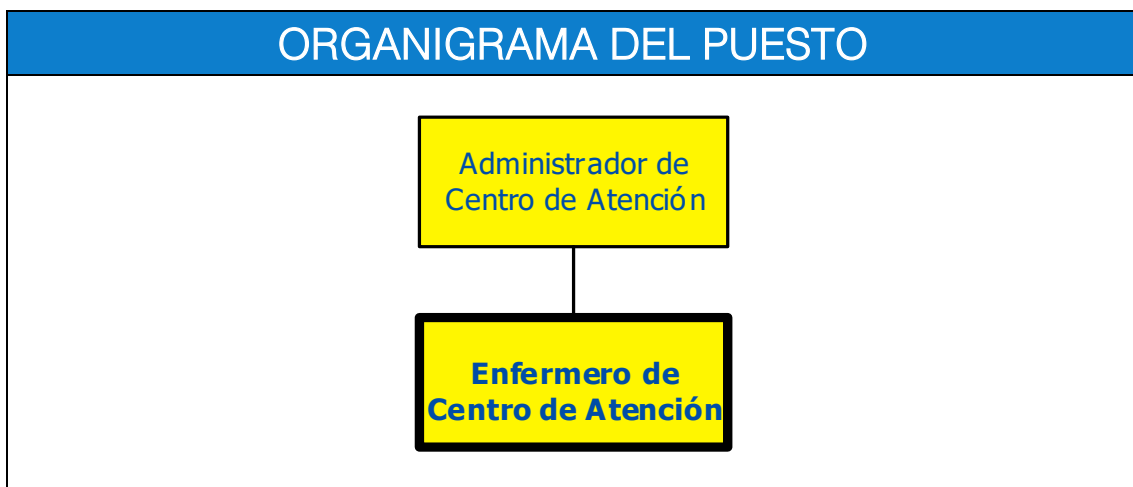 ORGANIGRAMA DEL PUESTO
Administrador de
Centro de Atención
Enfermero de
Centro de Atención